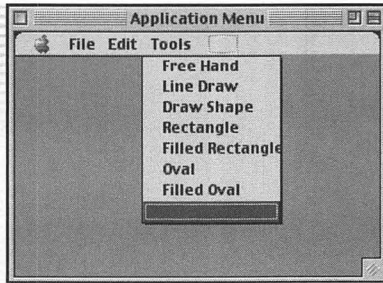 Application Menu
File Edit Tools
Free Hand
Line Draw
Draw Shape
Rectangle
Filled Rectangle
Oval
Filled Oval